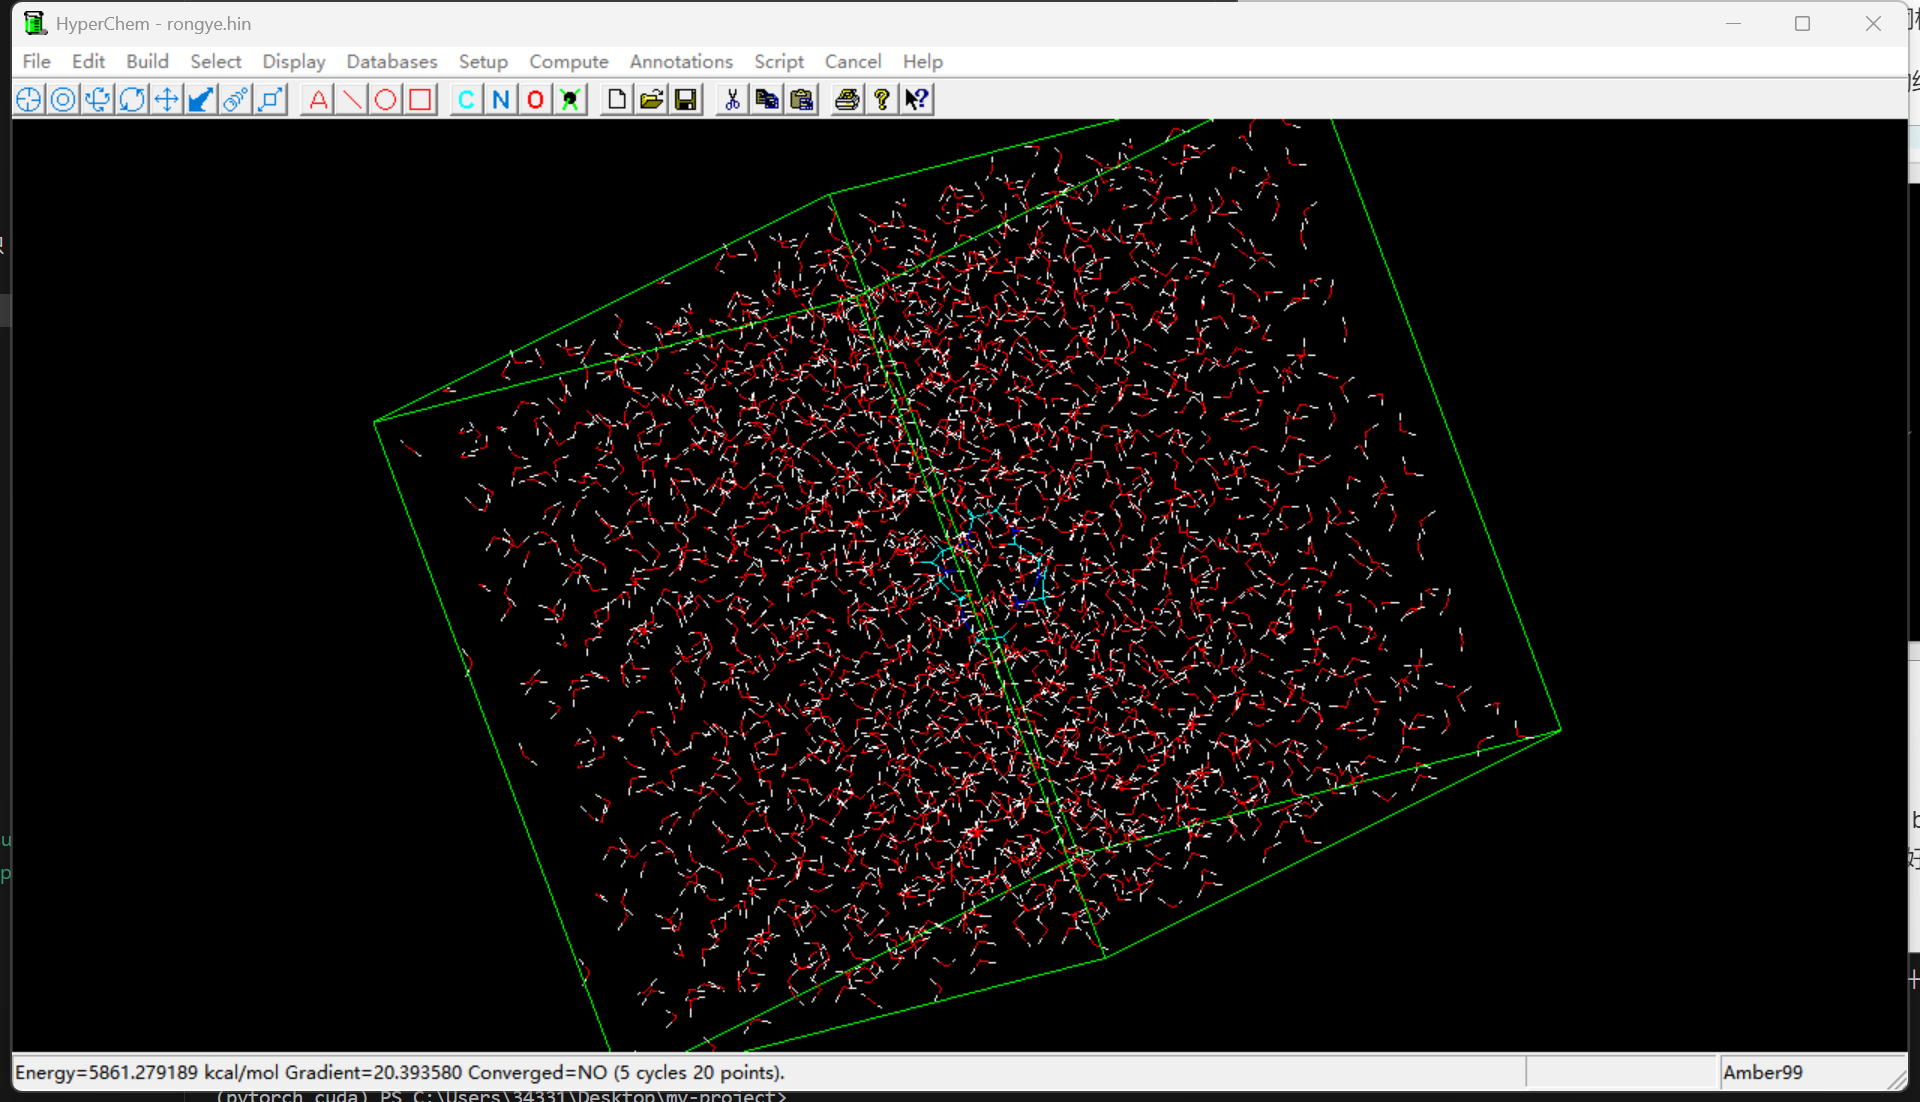 HyperChem - rongye.hin
File Edit Build Select Display Databases Setup Compute Annotations Script Cancel Help
A C N O ? ?
Energy=5861.279189 kcal/mol Gradient=20.393580 Converged=NO (5 cycles 20 points).
Amber99
(pytorch_cuda) PS C:\Users\34331\Desktop\my-project>